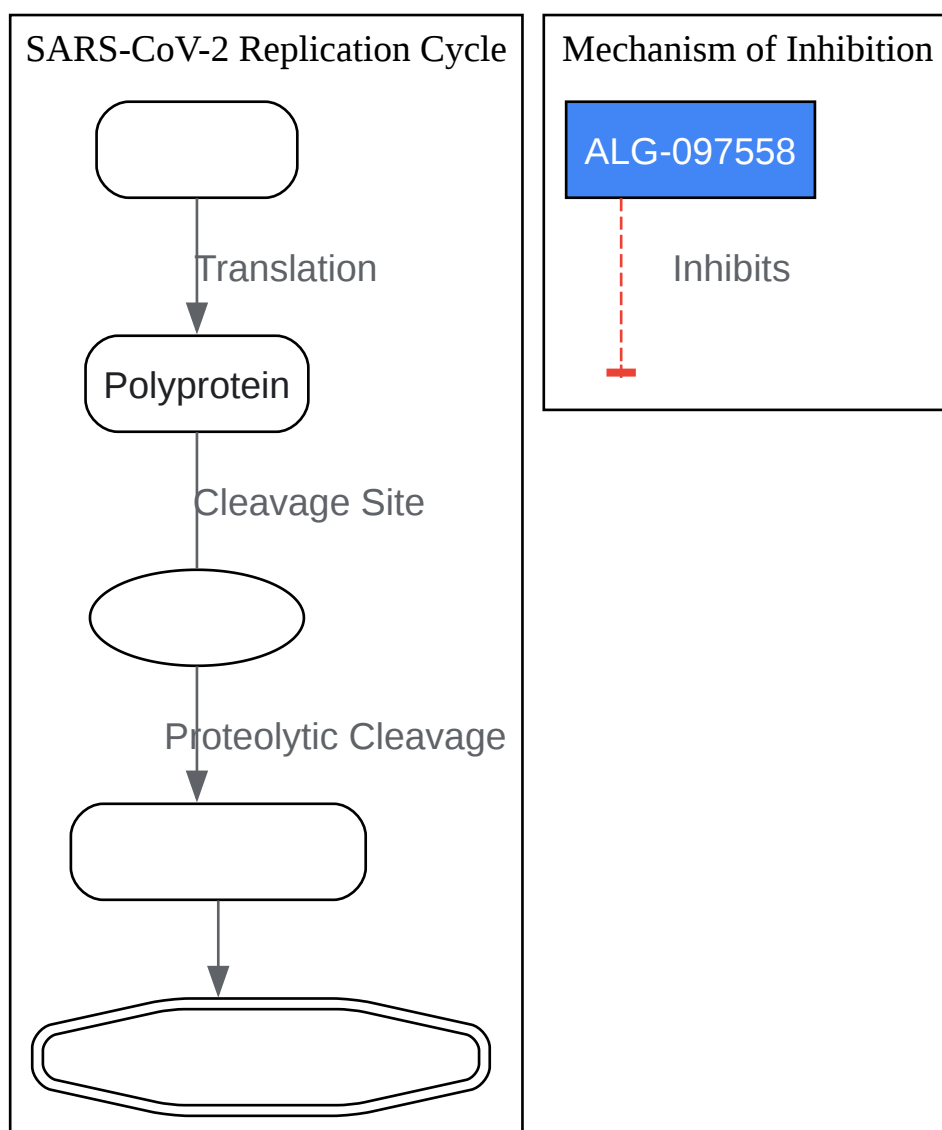 SARS-CoV-2 Replication Cycle
Translation
Polyprotein
Cleavage Site
Proteolytic Cleavage
Mechanism of Inhibition
ALG-097558
Inhibits